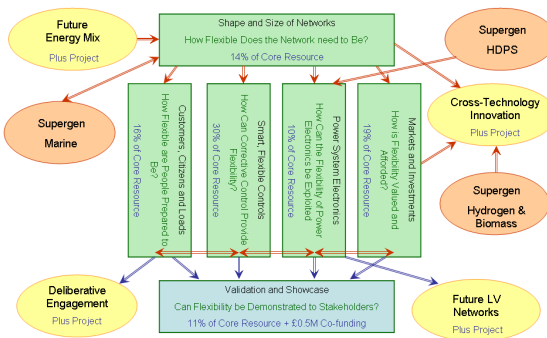 Future
Energy Mix
Plus Project
Shape and Size of Networks
How Flexible Does the Network need to Be?
14% of Core Resource
Supergen
HDPS
Supergen
Marine
Customers, Citizens and Loads
How Flexible are People Prepared to
Be?
16% of Core Resource
Smart, Flexible Controls
How Can Corrective Control Provide
Flexibility?
30% of Core Resource
Power System Electronics
How Can the Flexibility of Power
Electronics be Exploited
10% of Core Resource
Markets and Investments
How is Flexibility Valued and
Afforded?
19% of Core Resource
Cross-Technology
Innovation
Plus Project
Supergen
Hydrogen &
Biomass
Deliberative
Engagement
Plus Project
Validation and Showcase
Can Flexibility be Demonstrated to Stakeholders?
11% of Core Resource + £0.5M Co-funding
Future LV
Networks
Plus Project